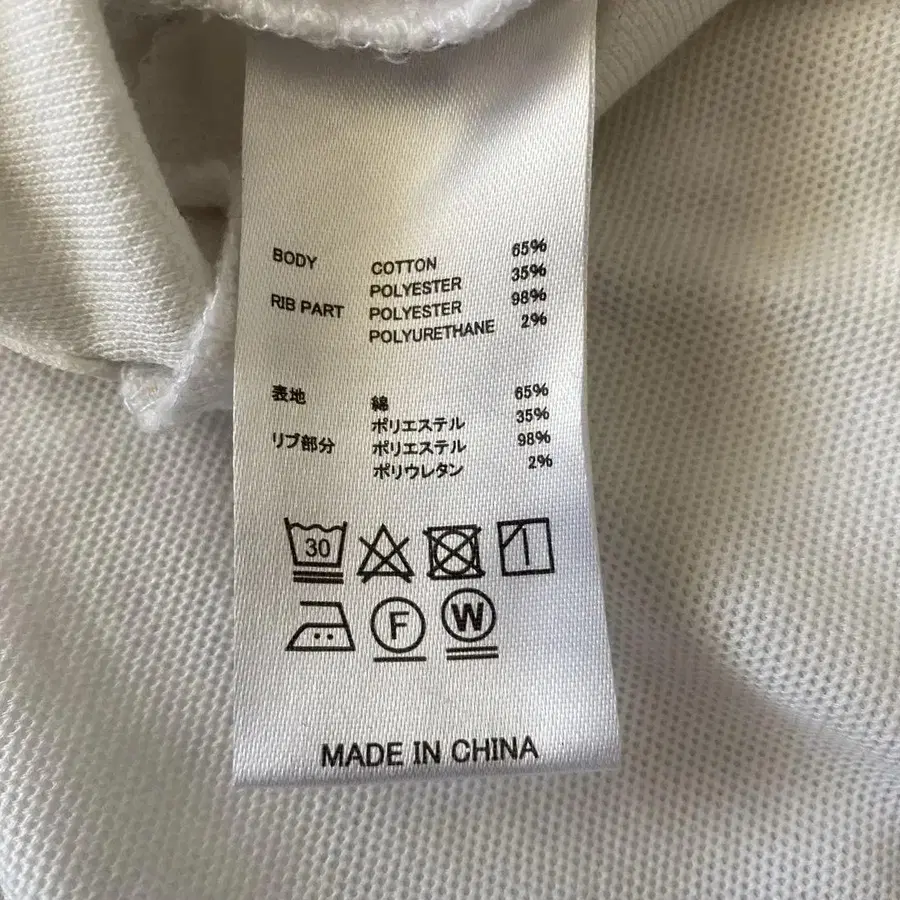 BODY COTTON 65%
POLYESTER 35%
RIB PART POLYESTER 98%
POLYURETHANE 2%
表地 綿 65%
ポリエステル 35%
リブ部分 ポリエステル 98%
ポリウレタン 2%
30
F W
MADE IN CHINA